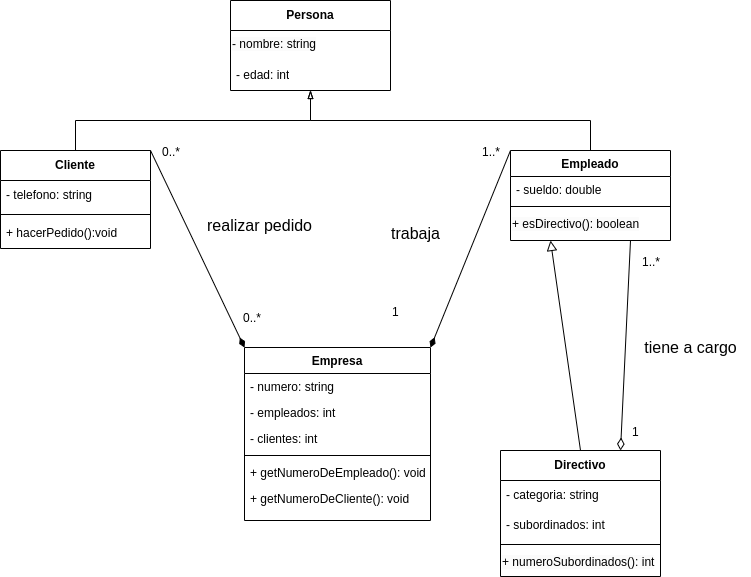 Persona
- nombre: string
- edad: int
Cliente
- telefono: string
+ hacerPedido():void
0..*
realizar pedido
0..*
1..*
trabaja
1
Empleado
- sueldo: double
+ esDirectivo(): boolean
1..*
tiene a cargo
1
Empresa
- numero: string
- empleados: int
- clientes: int
+ getNumeroDeEmpleado(): void
+ getNumeroDeCliente(): void
Directivo
- categoria: string
- subordinados: int
+ numeroSubordinados(): int